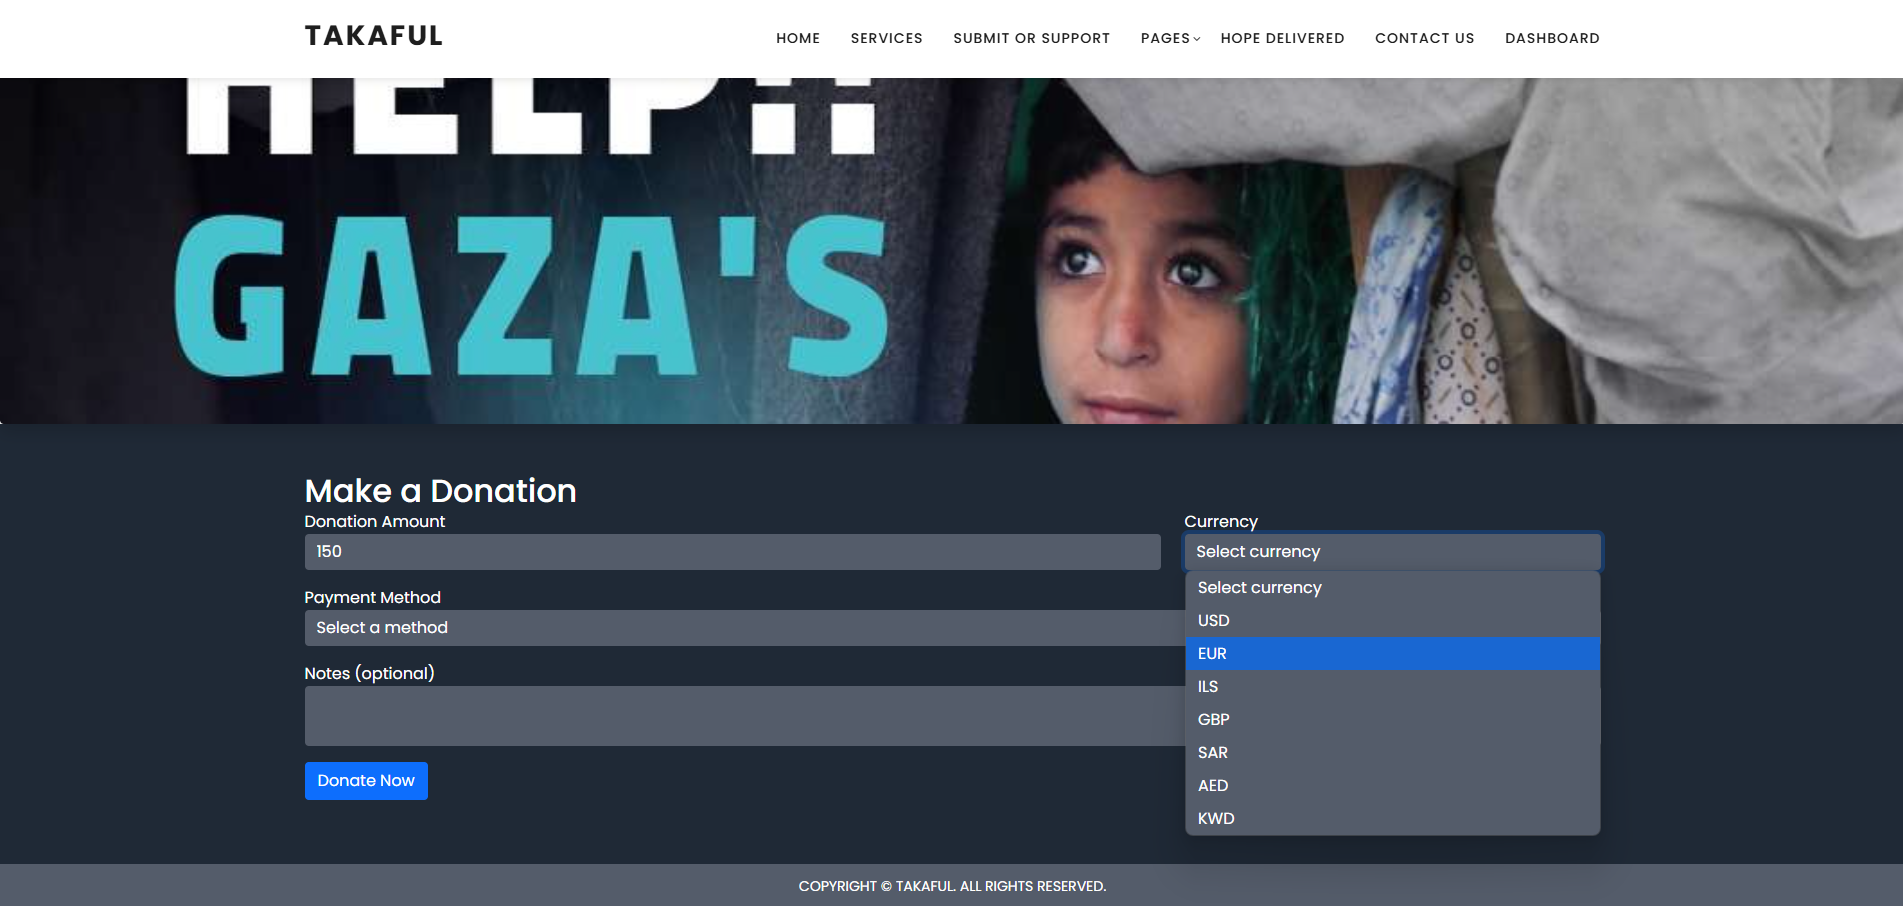 TAKAFUL
HOME SERVICES SUBMIT OR SUPPORT PAGES HOPE DELIVERED CONTACT US DASHBOARD
HELP!!
GAZA'S
Make a Donation
Donation Amount
150
Currency
Select currency
Select currency
USD
EUR
ILS
GBP
SAR
AED
KWD
Payment Method
Select a method
Notes (optional)
Donate Now
COPYRIGHT © TAKAFUL. ALL RIGHTS RESERVED.